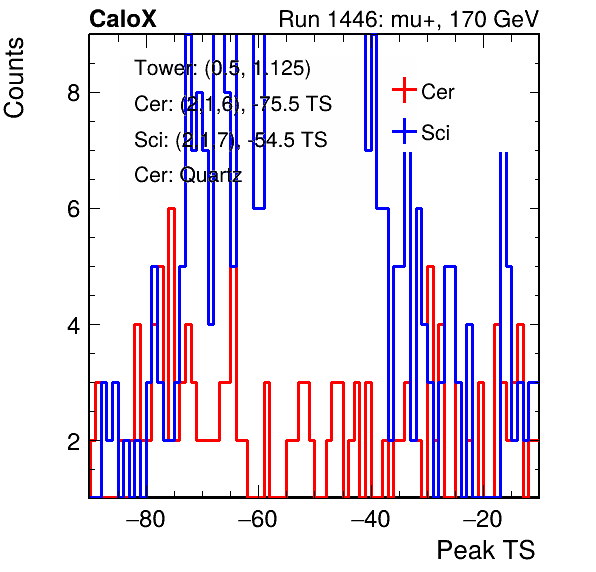 CaloX Run 1446: mu+, 170 GeV
Counts
Tower: (0.5, 1.125)
Cer: (2,1,6), -75.5 TS
Sci: (2,1,7), -54.5 TS
Cer: Quartz
Cer
Sci
8
6
4
2
−80 −60 −40 −20
Peak TS